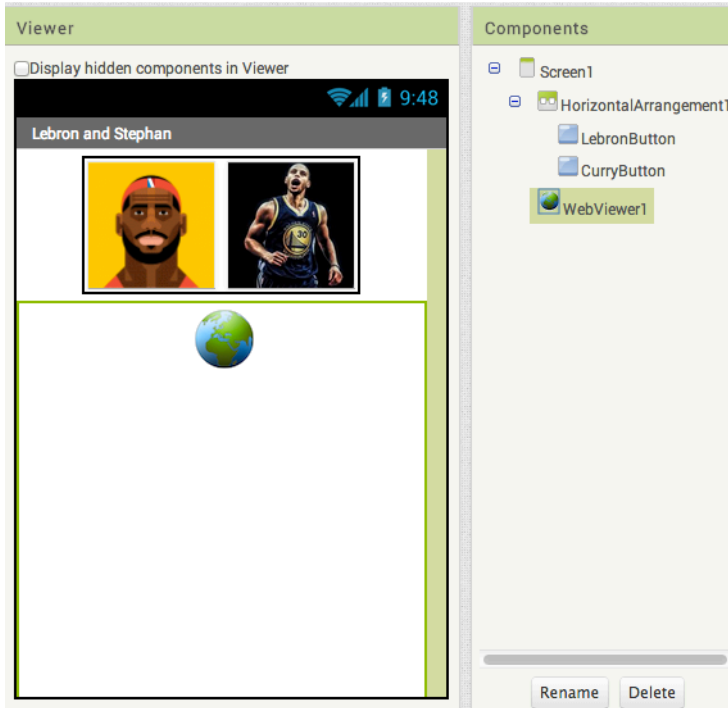 Viewer
Display hidden components in Viewer
9:48
Lebron and Stephan
30
Components
Screen1
HorizontalArrangement1
LebronButton
CurryButton
WebViewer1
Rename Delete